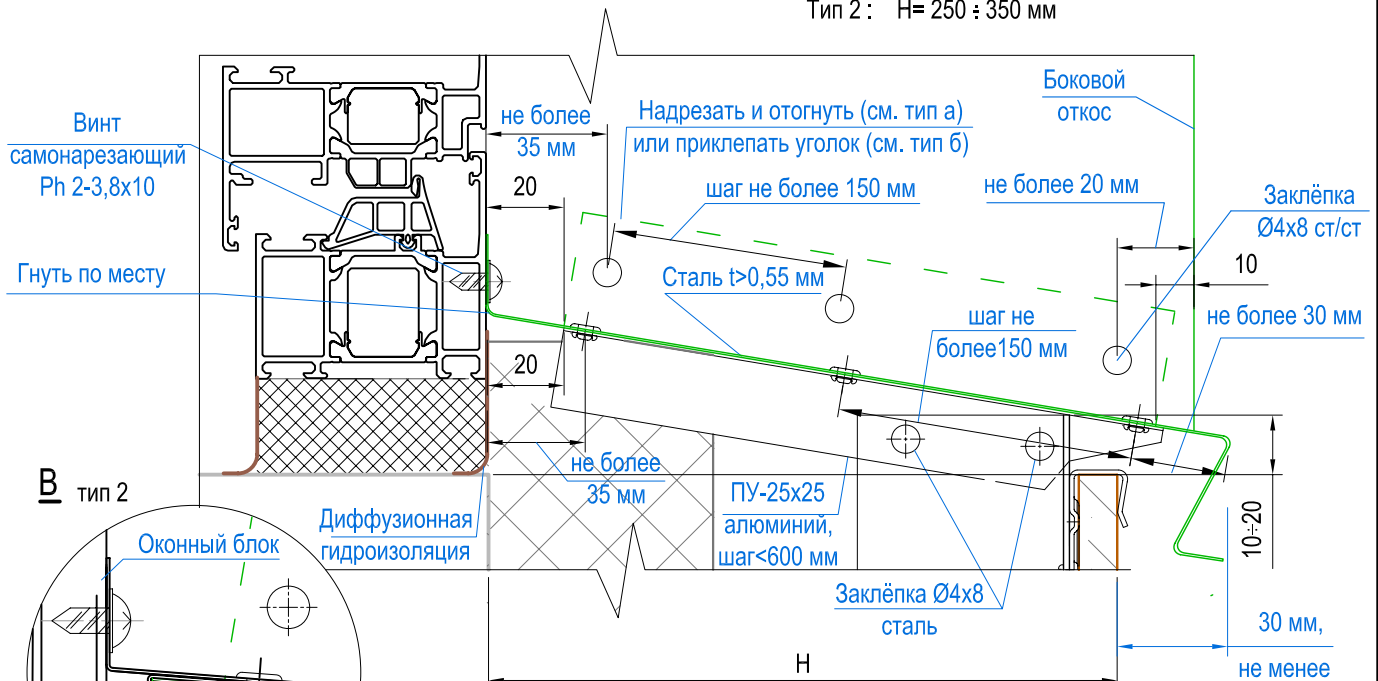 Тип 2 : H= 250 ÷ 350 мм
Винт
самонарезающий
Ph 2-3,8x10
не более
35 мм
Надрезать и отогнуть (см. тип а)
или приклепать уголок (см. тип б)
Боковой
откос
20
шаг не более 150 мм
не более 20 мм
Заклёпка
Ø4x8 ст/ст
10
Гнуть по месту
Сталь t>0,55 мм
шаг не
более150 мм
не более 30 мм
20
не более
35 мм
В тип 2
Диффузионная
гидроизоляция
ПУ-25x25
алюминий,
шаг<600 мм
10÷20
Оконный блок
Заклёпка Ø4x8
сталь
30 мм,
не менее
H